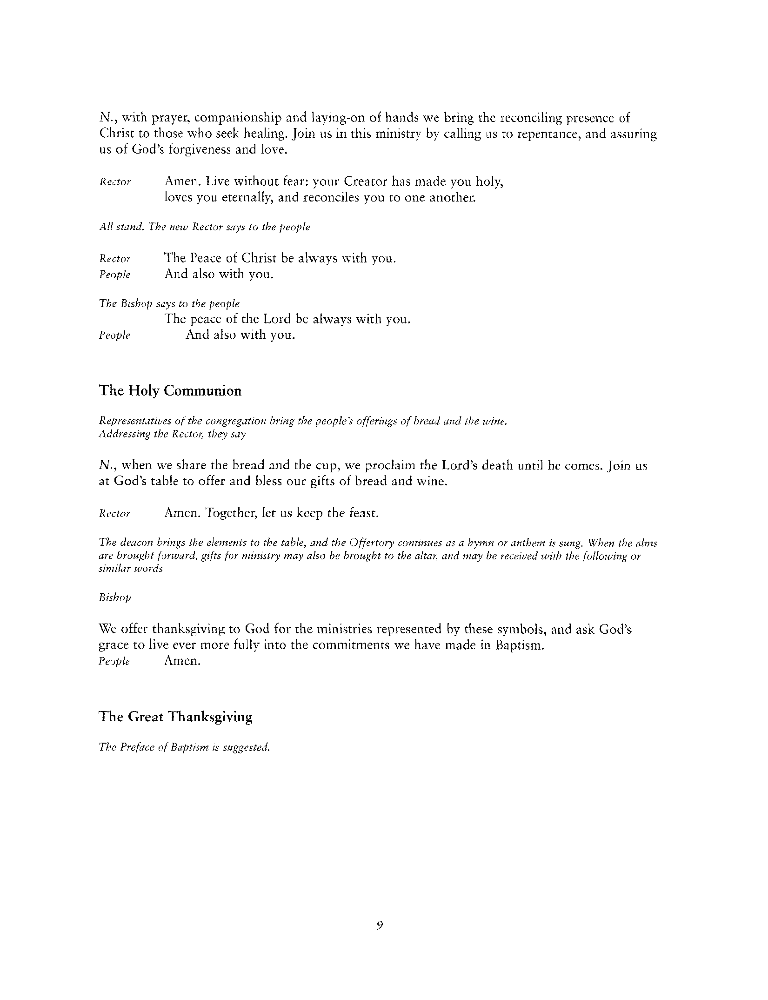 N., with prayer, companionship and laying-on of hands we bring the reconciling presence of
Christ to those who seek healing. Join us in this ministry by calling us to repentance, and assuring
us of God's forgiveness and love.
Rector Amen. Live without fear: your Creator has made you holy,
loves you eternally, and reconciles you to one another.
All stand. The new Rector says to the people
Rector The Peace of Christ be always with you.
People And also with you.
The Bishop says to the people
The peace of the Lord be always with you.
People And also with you.
The Holy Communion
Representatives of the congregation bring the people's offerings of bread and the wine.
Addressing the Rector, they say
N., when we share the bread and the cup, we proclaim the Lord's death until he comes. Join us
at God's table to offer and bless our gifts of bread and wine.
Rector Amen. Together, let us keep the feast.
The deacon brings the elements to the table, and the Offertory continues as a hymn or anthem is sung. When the alms
are brought forward, gifts for ministry may also be brought to the altar, and may be received with the following or
similar words
Bishop
We offer thanksgiving to God for the ministries represented by these symbols, and ask God's
grace to live ever more fully into the commitments we have made in Baptism.
People Amen.
The Great Thanksgiving
The Preface of Baptism is suggested.
9